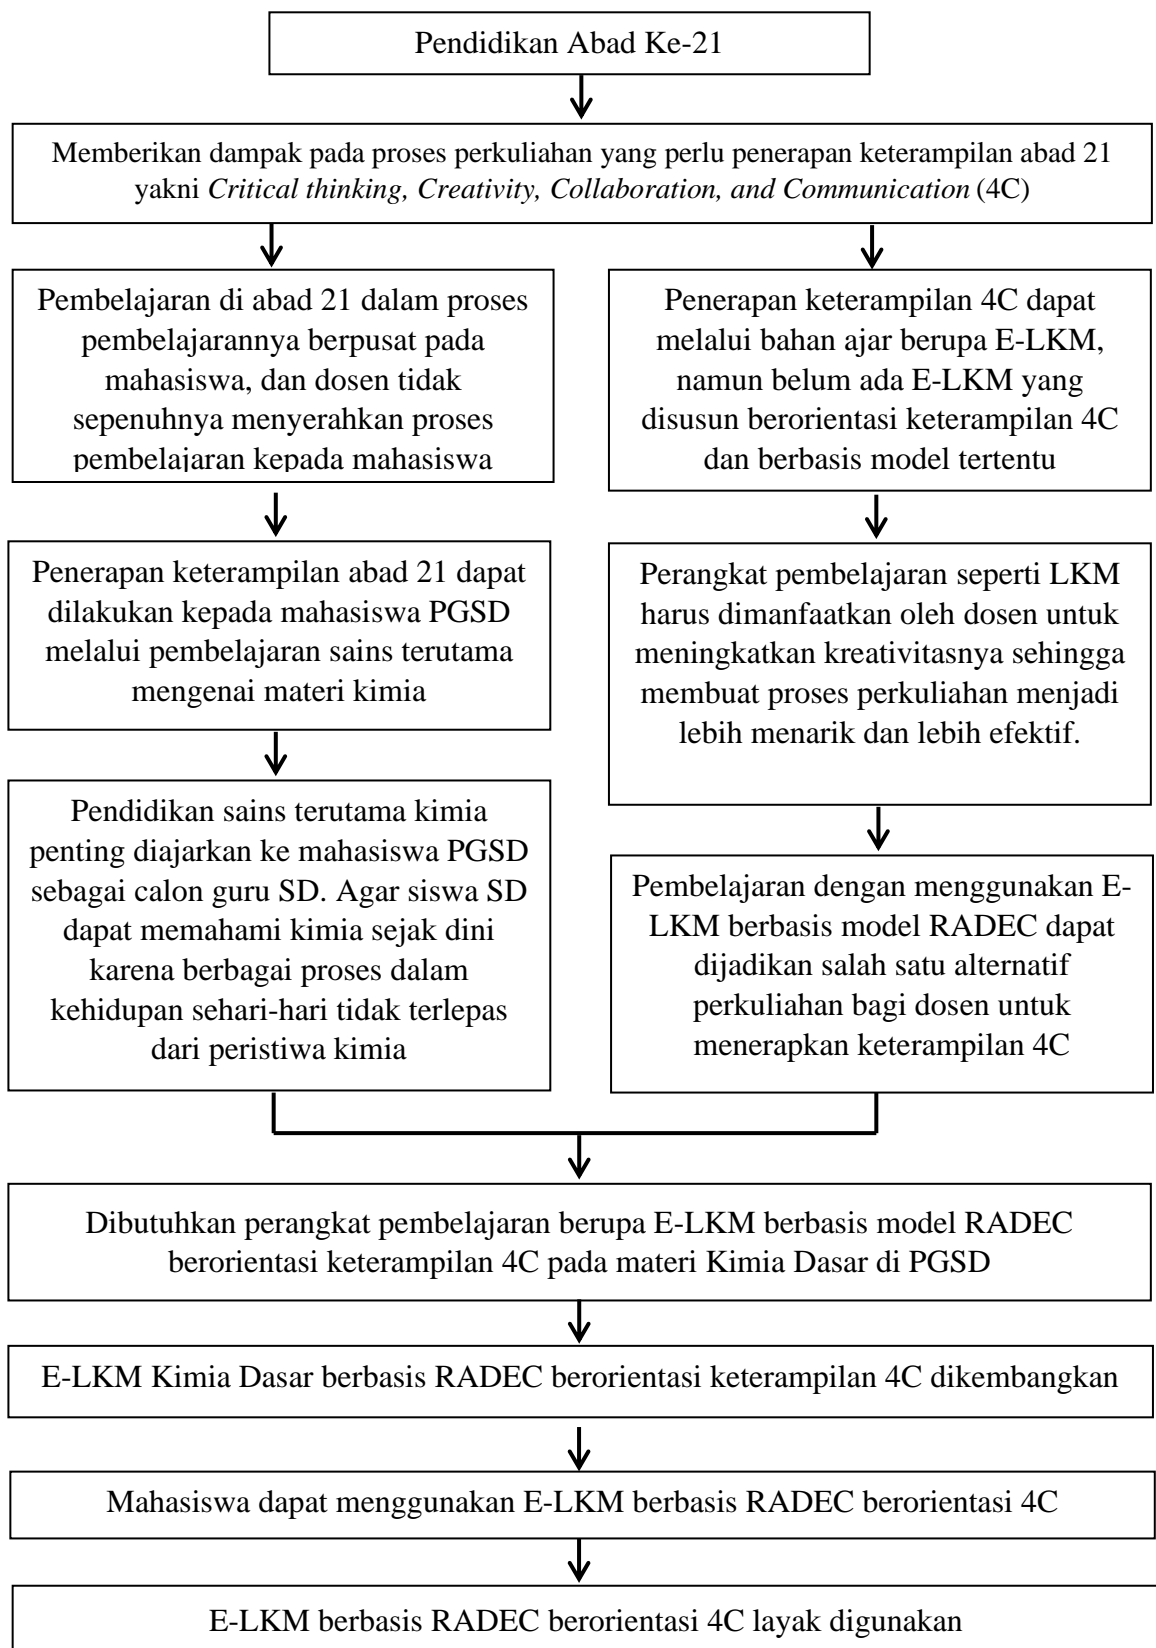 Pendidikan Abad Ke-21
Memberikan dampak pada proses perkuliahan yang perlu penerapan keterampilan abad 21
yakni Critical thinking, Creativity, Collaboration, and Communication (4C)
Pembelajaran di abad 21 dalam proses
pembelajarannya berpusat pada
mahasiswa, dan dosen tidak
sepenuhnya menyerahkan proses
pembelajaran kepada mahasiswa
Penerapan keterampilan abad 21 dapat
dilakukan kepada mahasiswa PGSD
melalui pembelajaran sains terutama
mengenai materi kimia
Pendidikan sains terutama kimia
penting diajarkan ke mahasiswa PGSD
sebagai calon guru SD. Agar siswa SD
dapat memahami kimia sejak dini
karena berbagai proses dalam
kehidupan sehari-hari tidak terlepas
dari peristiwa kimia
Penerapan keterampilan 4C dapat
melalui bahan ajar berupa E-LKM,
namun belum ada E-LKM yang
disusun berorientasi keterampilan 4C
dan berbasis model tertentu
Perangkat pembelajaran seperti LKM
harus dimanfaatkan oleh dosen untuk
meningkatkan kreativitasnya sehingga
membuat proses perkuliahan menjadi
lebih menarik dan lebih efektif.
Pembelajaran dengan menggunakan E-
LKM berbasis model RADEC dapat
dijadikan salah satu alternatif
perkuliahan bagi dosen untuk
menerapkan keterampilan 4C
Dibutuhkan perangkat pembelajaran berupa E-LKM berbasis model RADEC
berorientasi keterampilan 4C pada materi Kimia Dasar di PGSD
E-LKM Kimia Dasar berbasis RADEC berorientasi keterampilan 4C dikembangkan
Mahasiswa dapat menggunakan E-LKM berbasis RADEC berorientasi 4C
E-LKM berbasis RADEC berorientasi 4C layak digunakan